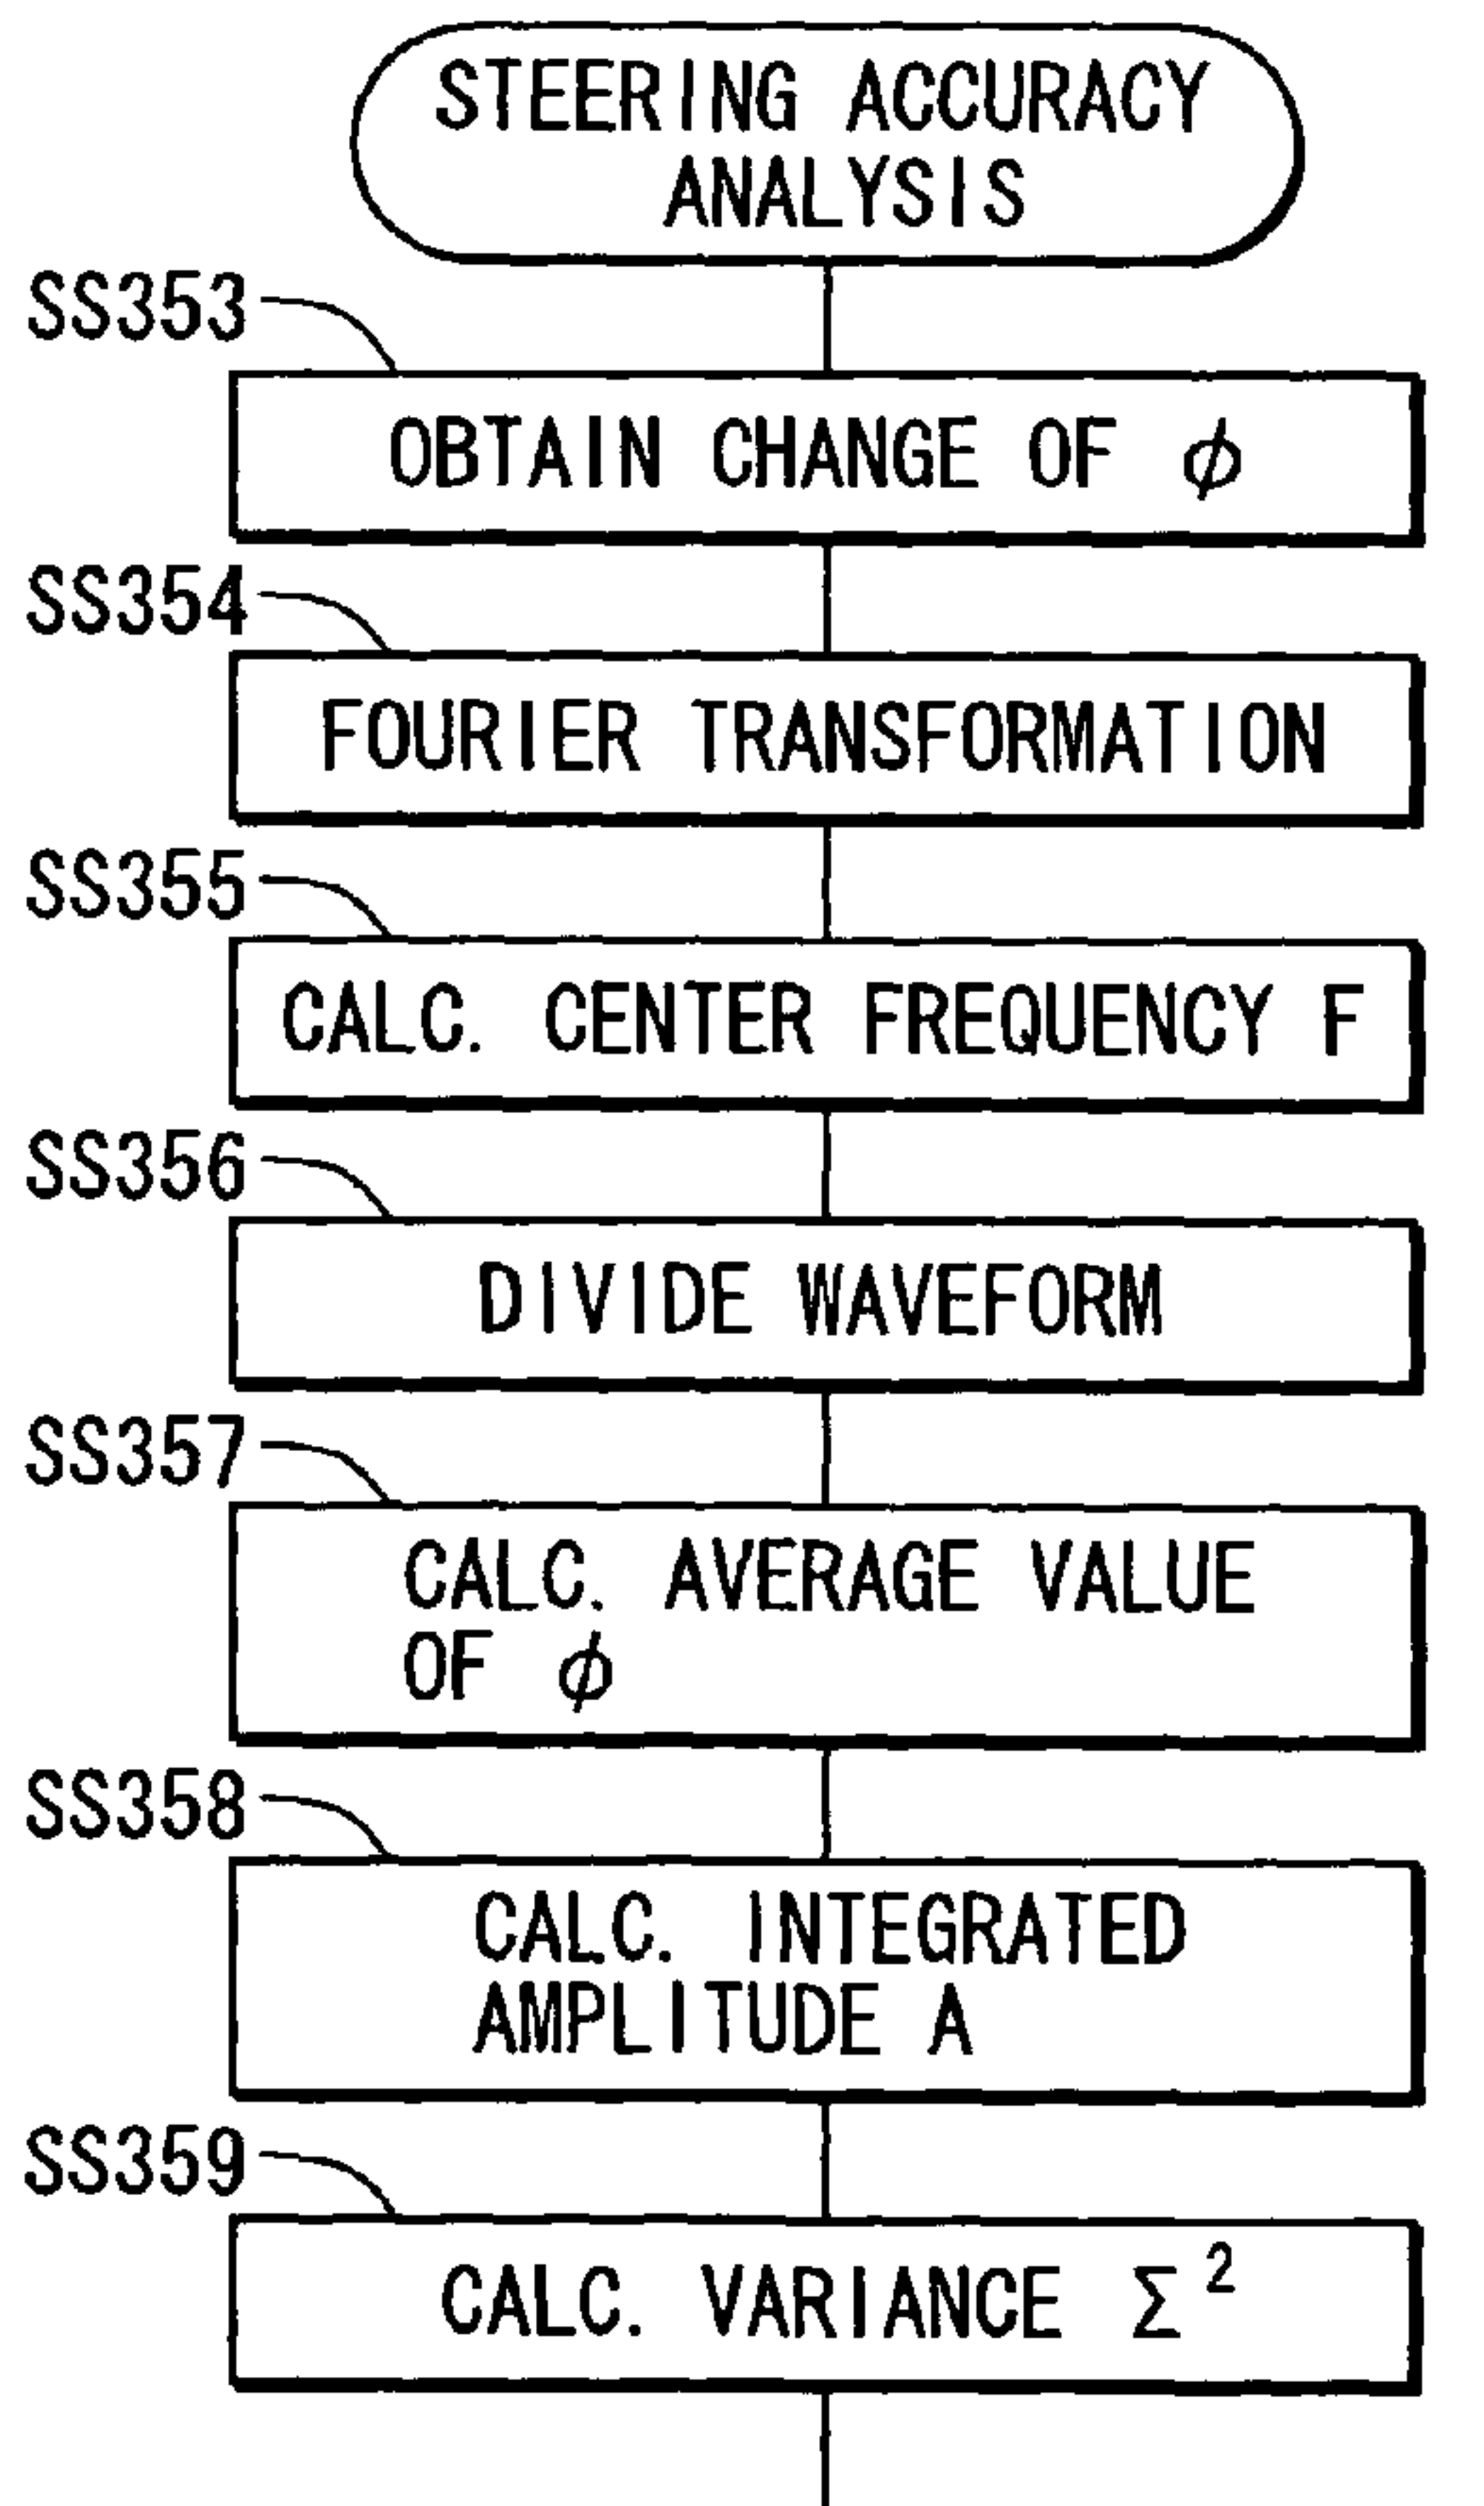 STEERING ACCURACY
ANALYSIS
SS353
OBTAIN CHANGE OF ϕ
SS354
FOURIER TRANSFORMATION
SS355
CALC. CENTER FREQUENCY F
SS356
DIVIDE WAVEFORM
SS357
CALC. AVERAGE VALUE
OF ϕ
SS358
CALC. INTEGRATED
AMPLITUDE A
SS359
CALC. VARIANCE Σ²